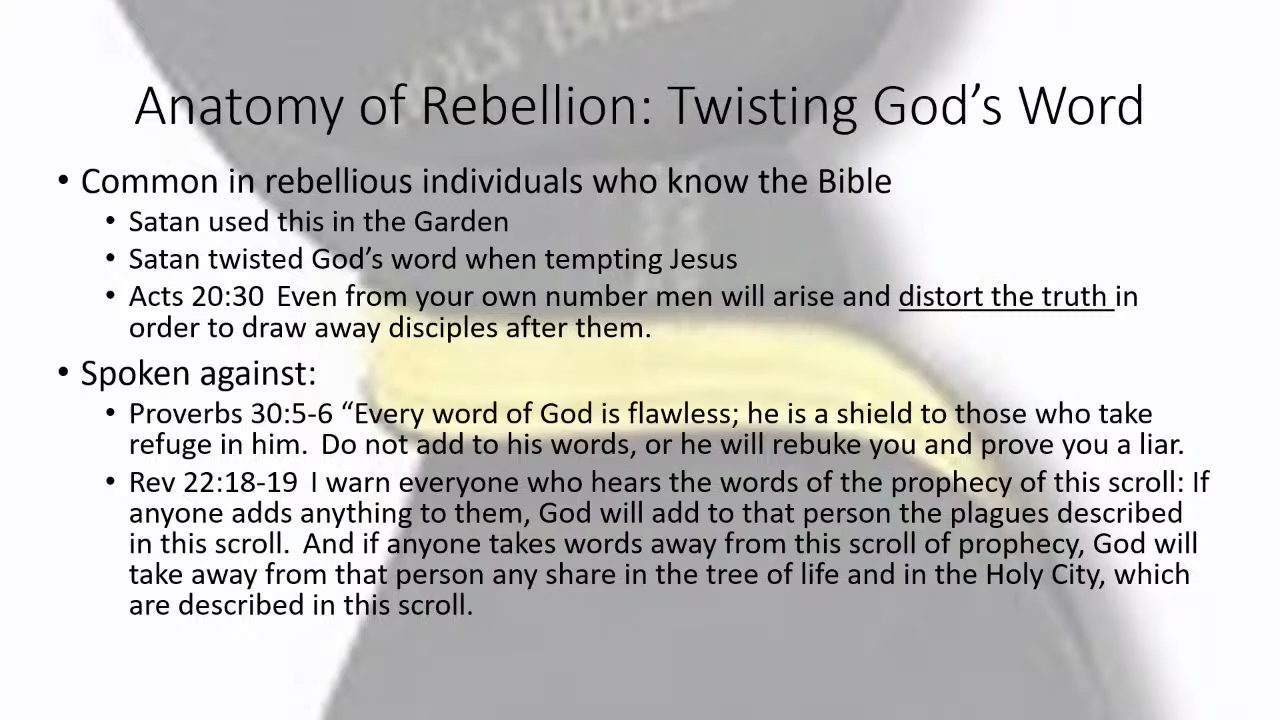 HOLY BIBLE
Anatomy of Rebellion: Twisting God’s Word
• Common in rebellious individuals who know the Bible
• Satan used this in the Garden
• Satan twisted God’s word when tempting Jesus
• Acts 20:30 Even from your own number men will arise and distort the truth in
order to draw away disciples after them.
• Spoken against:
• Proverbs 30:5-6 “Every word of God is flawless; he is a shield to those who take
refuge in him. Do not add to his words, or he will rebuke you and prove you a liar.
• Rev 22:18-19 I warn everyone who hears the words of the prophecy of this scroll: If
anyone adds anything to them, God will add to that person the plagues described
in this scroll. And if anyone takes words away from this scroll of prophecy, God will
take away from that person any share in the tree of life and in the Holy City, which
are described in this scroll.